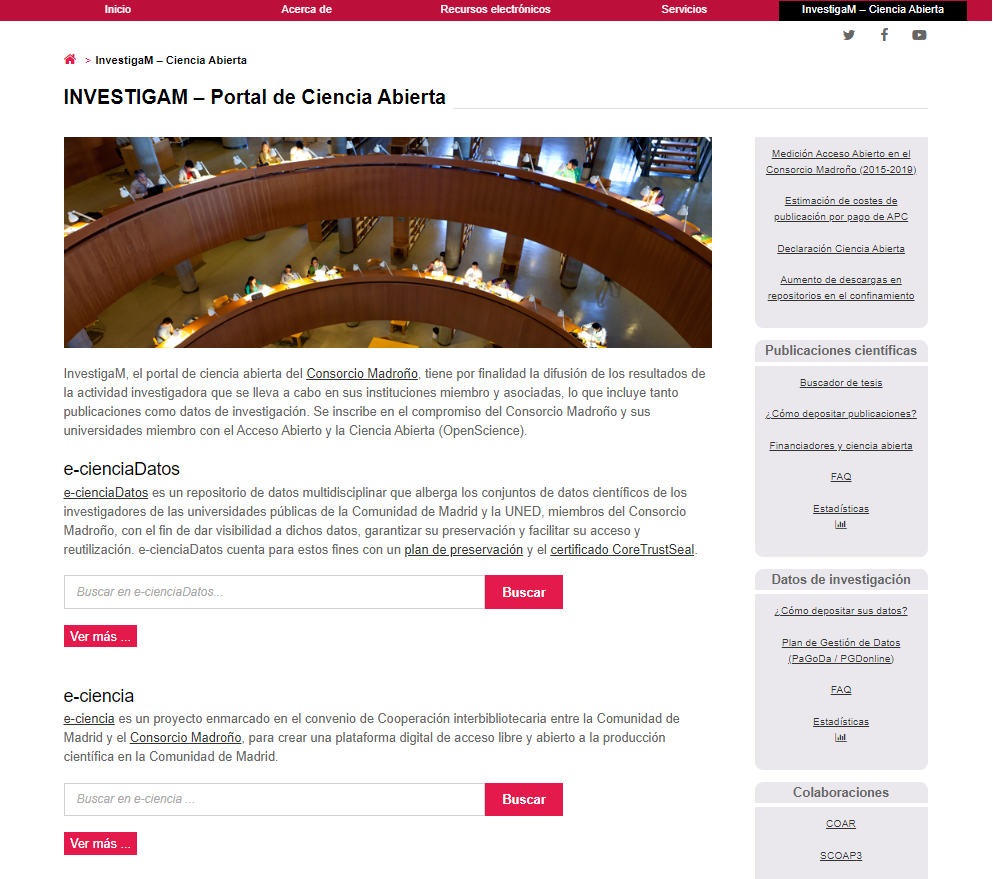 Inicio Acerca de Recursos electrónicos Servicios InvestigaM – Ciencia Abierta
> InvestigaM – Ciencia Abierta
INVESTIGAM – Portal de Ciencia Abierta
InvestigaM, el portal de ciencia abierta del Consorcio Madroño, tiene por finalidad la difusión de los resultados de
la actividad investigadora que se lleva a cabo en sus instituciones miembro y asociadas, lo que incluye tanto
publicaciones como datos de investigación. Se inscribe en el compromiso del Consorcio Madroño y sus
universidades miembro con el Acceso Abierto y la Ciencia Abierta (OpenScience).
e-cienciaDatos
e-cienciaDatos es un repositorio de datos multidisciplinar que alberga los conjuntos de datos científicos de los
investigadores de las universidades públicas de la Comunidad de Madrid y la UNED, miembros del Consorcio
Madroño, con el fin de dar visibilidad a dichos datos, garantizar su preservación y facilitar su acceso y
reutilización. e-cienciaDatos cuenta para estos fines con un plan de preservación y el certificado CoreTrustSeal.
Buscar en e-cienciaDatos... Buscar
Ver más ...
e-ciencia
e-ciencia es un proyecto enmarcado en el convenio de Cooperación interbibliotecaria entre la Comunidad de
Madrid y el Consorcio Madroño, para crear una plataforma digital de acceso libre y abierto a la producción
científica en la Comunidad de Madrid.
Buscar en e-ciencia ... Buscar
Ver más ...
Medición Acceso Abierto en el
Consorcio Madroño (2015-2019)
Estimación de costes de
publicación por pago de APC
Declaración Ciencia Abierta
Aumento de descargas en
repositorios en el confinamiento
Publicaciones científicas
Buscador de tesis
¿Cómo depositar publicaciones?
Financiadores y ciencia abierta
FAQ
Estadísticas
Datos de investigación
¿Cómo depositar sus datos?
Plan de Gestión de Datos
(PaGoDa / PGDonline)
FAQ
Estadísticas
Colaboraciones
COAR
SCOAP3